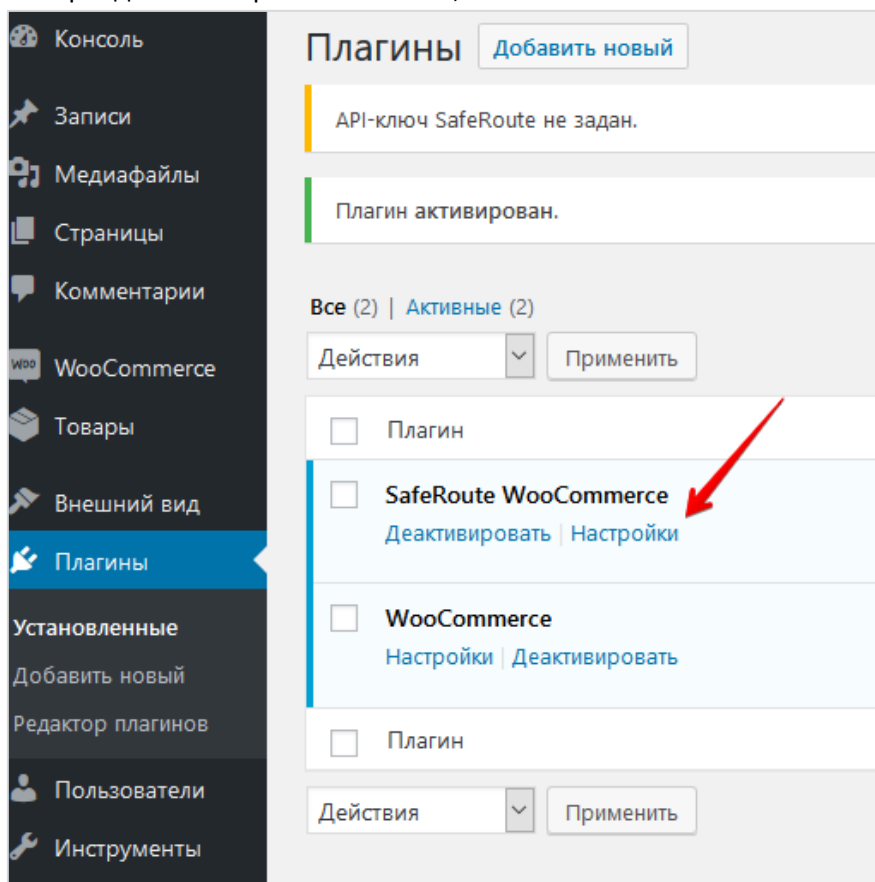 Консоль
Записи
Медиафайлы
Страницы
Комментарии
Woo WooCommerce
Товары
Внешний вид
Плагины
Установленные
Добавить новый
Редактор плагинов
Пользователи
Инструменты
Плагины Добавить новый
API-ключ SafeRoute не задан.
Плагин активирован.
Все (2) | Активные (2)
Действия Применить
Плагин
SafeRoute WooCommerce
Деактивировать | Настройки
WooCommerce
Настройки | Деактивировать
Плагин
Действия Применить